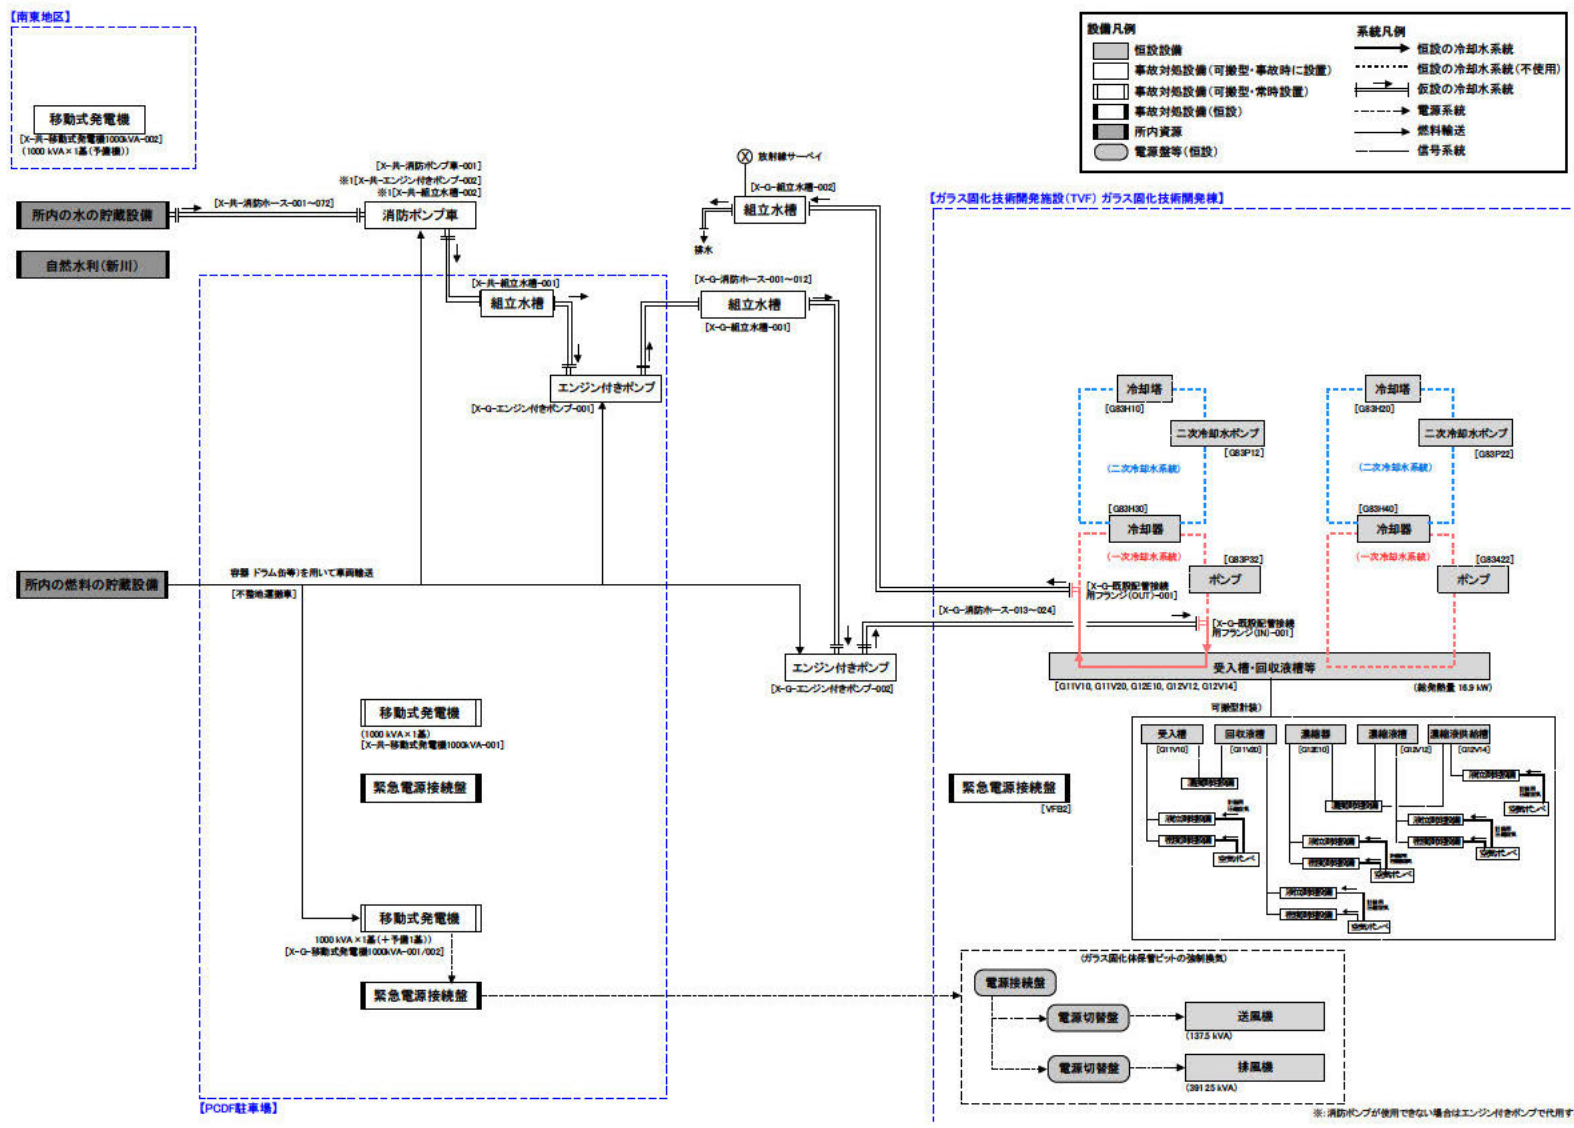 【南東地区】
移動式発電機
[X-共-移動式発電機1000kVA-002]
(1000 kVA×1基(予備機))
設備凡例
恒設設備
事故対処設備(可搬型・事故時に設置)
事故対処設備(可搬型・常時設置)
事故対処設備(恒設)
所内資源
電源盤等(恒設)
系統凡例
恒設の冷却水系統
恒設の冷却水系統(不使用)
仮設の冷却水系統
電源系統
燃料輸送
信号系統
所内の水の貯蔵設備
[X-共-消防ホース-001~072]
[X-共-消防ポンプ車-001]
※1[X-共-エンジン付きポンプ-002]
※1[X-共-組立水槽-002]
消防ポンプ車
自然水利(新川)
放射線サーベイ
[X-G-組立水槽-002]
組立水槽
排水
【ガラス固化技術開発施設(TVF) ガラス固化技術開発棟】
[X-共-組立水槽-001]
組立水槽
[X-G-消防ホース-001~012]
組立水槽
[X-G-組立水槽-001]
エンジン付きポンプ
[X-G-エンジン付きポンプ-001]
冷却塔
[G83H10]
二次冷却水ポンプ
[G83P12]
(二次冷却水系統)
[G83H30]
冷却器
(一次冷却水系統)
[G83P32]
ポンプ
冷却塔
[G83H20]
二次冷却水ポンプ
[G83P22]
(二次冷却水系統)
[G83H40]
冷却器
(一次冷却水系統)
[G83422]
ポンプ
所内の燃料の貯蔵設備
容器 ドラム缶等)を用いて車両輸送
[不整地運搬車]
[X-G-既設配管接続
用フランジ(OUT)-001]
[X-G-消防ホース-013~024]
[X-G-既設配管接続
用フランジ(IN)-001]
エンジン付きポンプ
[X-G-エンジン付きポンプ-002]
受入槽・回収液槽等
[G11V10, G11V20, G12E10, G12V12, G12V14]
(総発熱量 16.9 kW)
可搬型計装)
受入槽
[G11V10]
回収液槽
[G11V20]
濃縮器
[G12E10]
濃縮液槽
[G12V12]
濃縮液供給槽
[G12V14]
空気ボンベ
空気ボンベ
空気ボンベ
空気ボンベ
空気ボンベ
移動式発電機
(1000 kVA×1基)
[X-共-移動式発電機1000kVA-001]
緊急電源接続盤
緊急電源接続盤
[VFB2]
移動式発電機
1000 kVA×1基(+予備1基))
[X-G-移動式発電機1000kVA-001/002]
緊急電源接続盤
(ガラス固化体保管ピットの強制換気)
電源接続盤
電源切替盤
送風機
(137.5 kVA)
電源切替盤
排風機
(391 25 kVA)
【PCDF駐車場】
※: 消防ポンプが使用できない場合はエンジン付きポンプで代用す